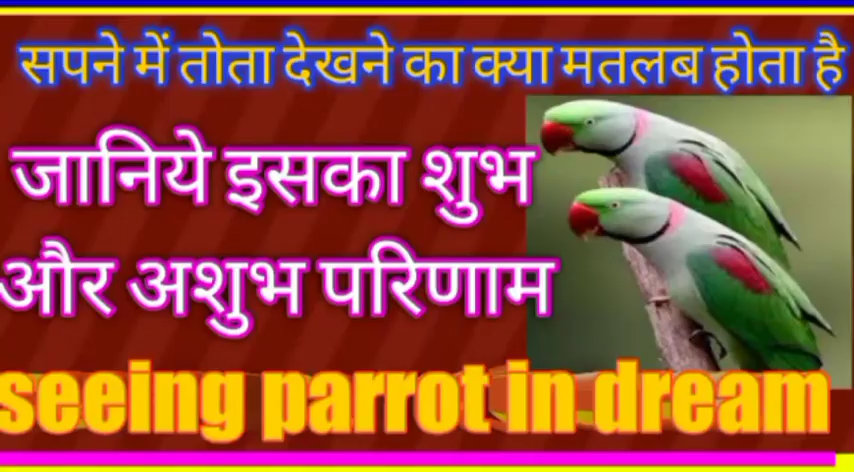 सपने में तोता देखने का क्या मतलब होता है
जानिये इसका शुभ
और अशुभ परिणाम
seeing parrot in dream